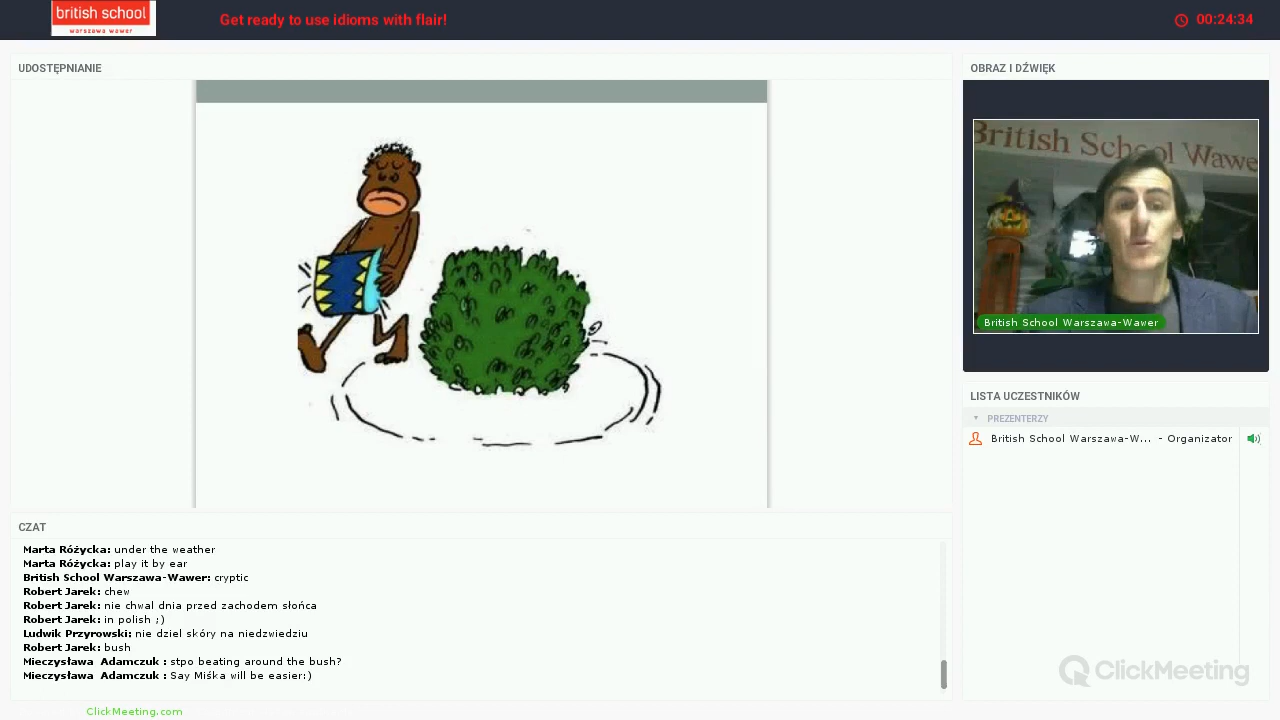 british school
warszawa wawer
Get ready to use idioms with flair!
00:24:34
UDOSTĘPNIANIE
OBRAZ I DŹWIĘK
British School Wawe
British School Warszawa-Wawer
LISTA UCZESTNIKÓW
PREZENTERZY
British School Warszawa-W... - Organizator
CZAT
Marta Różycka: under the weather
Marta Różycka: play it by ear
British School Warszawa-Wawer: cryptic
Robert Jarek: chew
Robert Jarek: nie chwal dnia przed zachodem słońca
Robert Jarek: in polish ;)
Ludwik Przyrowski: nie dziel skóry na niedzwiedziu
Robert Jarek: bush
Mieczysława Adamczuk : stpo beating around the bush?
Mieczysława Adamczuk : Say Miśka will be easier:)
ClickMeeting
ClickMeeting.com